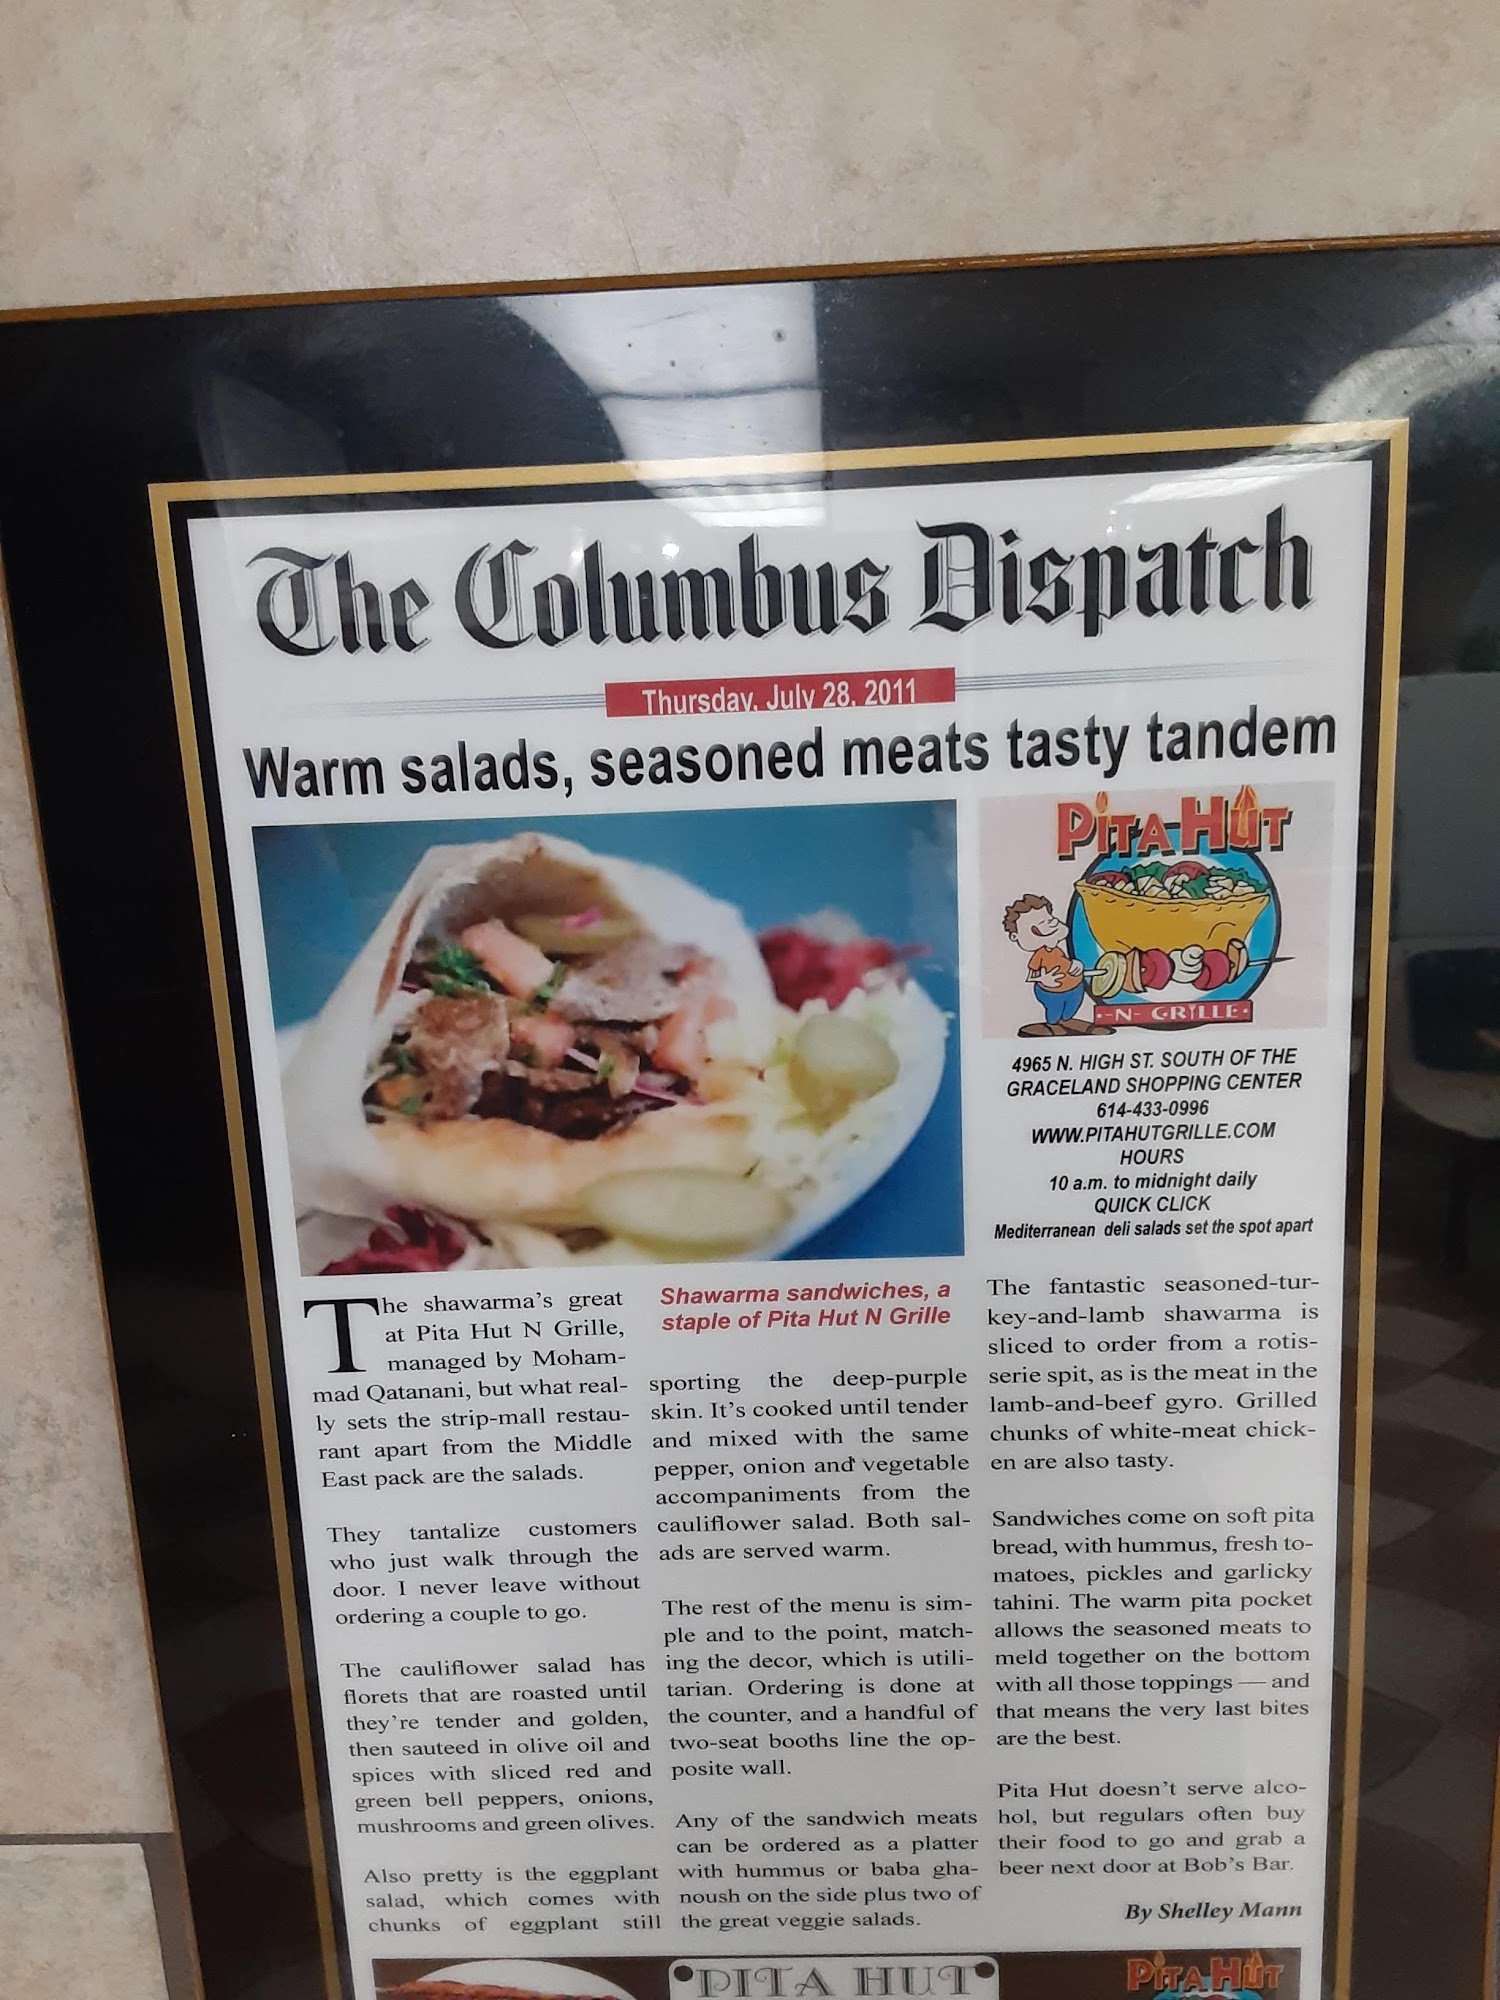 The Columbus Dispatch
Thursday, July 28, 2011
Warm salads, seasoned meats tasty tandem
PITA HUT
-N- GRILLE
4965 N. HIGH ST. SOUTH OF THE
GRACELAND SHOPPING CENTER
614-433-0996
WWW.PITAHUTGRILLE.COM
HOURS
10 a.m. to midnight daily
QUICK CLICK
Mediterranean deli salads set the spot apart
The shawarma's great
at Pita Hut N Grille,
managed by Moham-
mad Qatanani, but what real-
ly sets the strip-mall restau-
rant apart from the Middle
East pack are the salads.
They tantalize customers
who just walk through the
door. I never leave without
ordering a couple to go.
The cauliflower salad has
florets that are roasted until
they're tender and golden,
then sauteed in olive oil and
spices with sliced red and
green bell peppers, onions,
mushrooms and green olives.
Also pretty is the eggplant
salad, which comes with
chunks of eggplant still
Shawarma sandwiches, a
staple of Pita Hut N Grille
sporting the deep-purple
skin. It's cooked until tender
and mixed with the same
pepper, onion and vegetable
accompaniments from the
cauliflower salad. Both sal-
ads are served warm.
The rest of the menu is sim-
ple and to the point, match-
ing the decor, which is utili-
tarian. Ordering is done at
the counter, and a handful of
two-seat booths line the op-
posite wall.
Any of the sandwich meats
can be ordered as a platter
with hummus or baba gha-
noush on the side plus two of
the great veggie salads.
The fantastic seasoned-tur-
key-and-lamb shawarma is
sliced to order from a rotis-
serie spit, as is the meat in the
lamb-and-beef gyro. Grilled
chunks of white-meat chick-
en are also tasty.
Sandwiches come on soft pita
bread, with hummus, fresh to-
matoes, pickles and garlicky
tahini. The warm pita pocket
allows the seasoned meats to
meld together on the bottom
with all those toppings — and
that means the very last bites
are the best.
Pita Hut doesn't serve alco-
hol, but regulars often buy
their food to go and grab a
beer next door at Bob's Bar.
By Shelley Mann
PITA HUT
PITA HUT